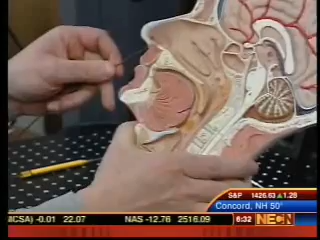 S&P 1426.63 ▲1.29
Concord, NH 50°
(MCSA) -0.01 22.07 NAS -12.76 2516.09 6:32 NECN